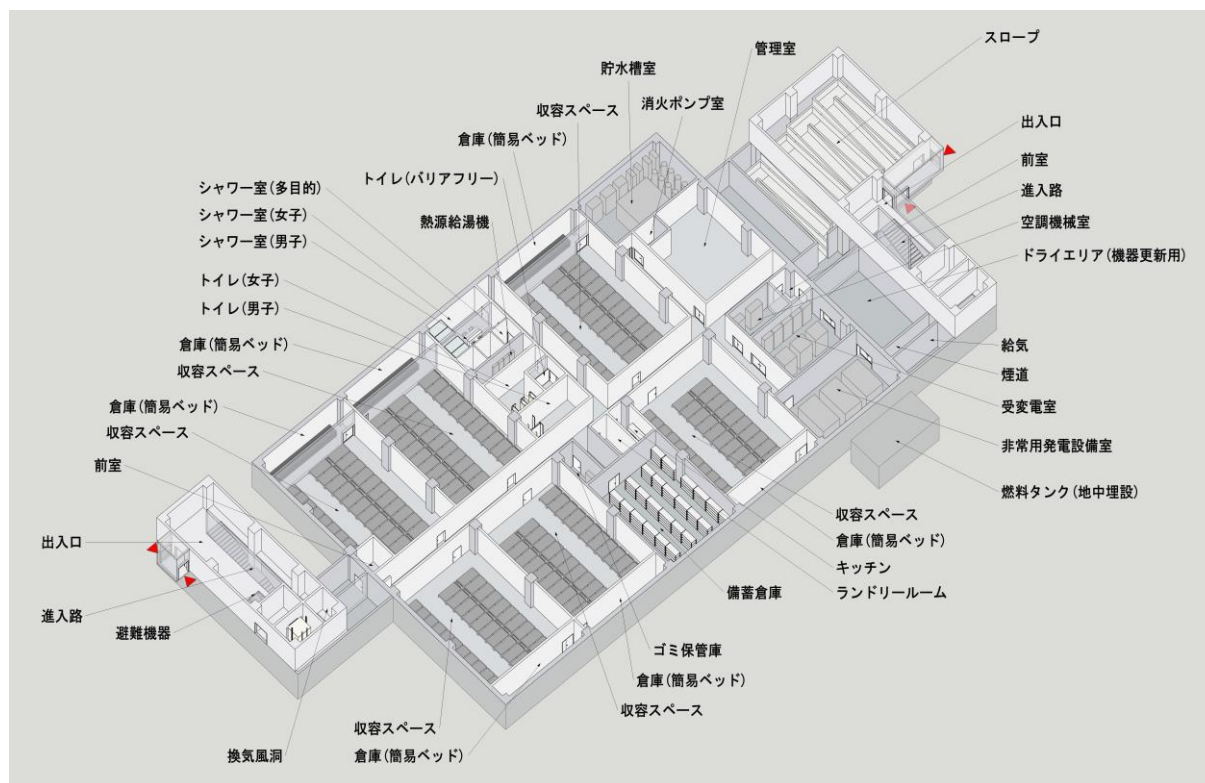 管理室
スロープ
貯水槽室
消火ポンプ室
収容スペース
倉庫(簡易ベッド)
トイレ(バリアフリー)
熱源給湯機
シャワー室(多目的)
シャワー室(女子)
シャワー室(男子)
トイレ(女子)
トイレ(男子)
倉庫(簡易ベッド)
収容スペース
倉庫(簡易ベッド)
収容スペース
前室
出入口
進入路
避難機器
換気風洞
出入口
前室
進入路
空調機械室
ドライエリア(機器更新用)
給気
煙道
受変電室
非常用発電設備室
燃料タンク(地中埋設)
収容スペース
倉庫(簡易ベッド)
キッチン
ランドリールーム
備蓄倉庫
ゴミ保管庫
倉庫(簡易ベッド)
収容スペース
収容スペース
倉庫(簡易ベッド)